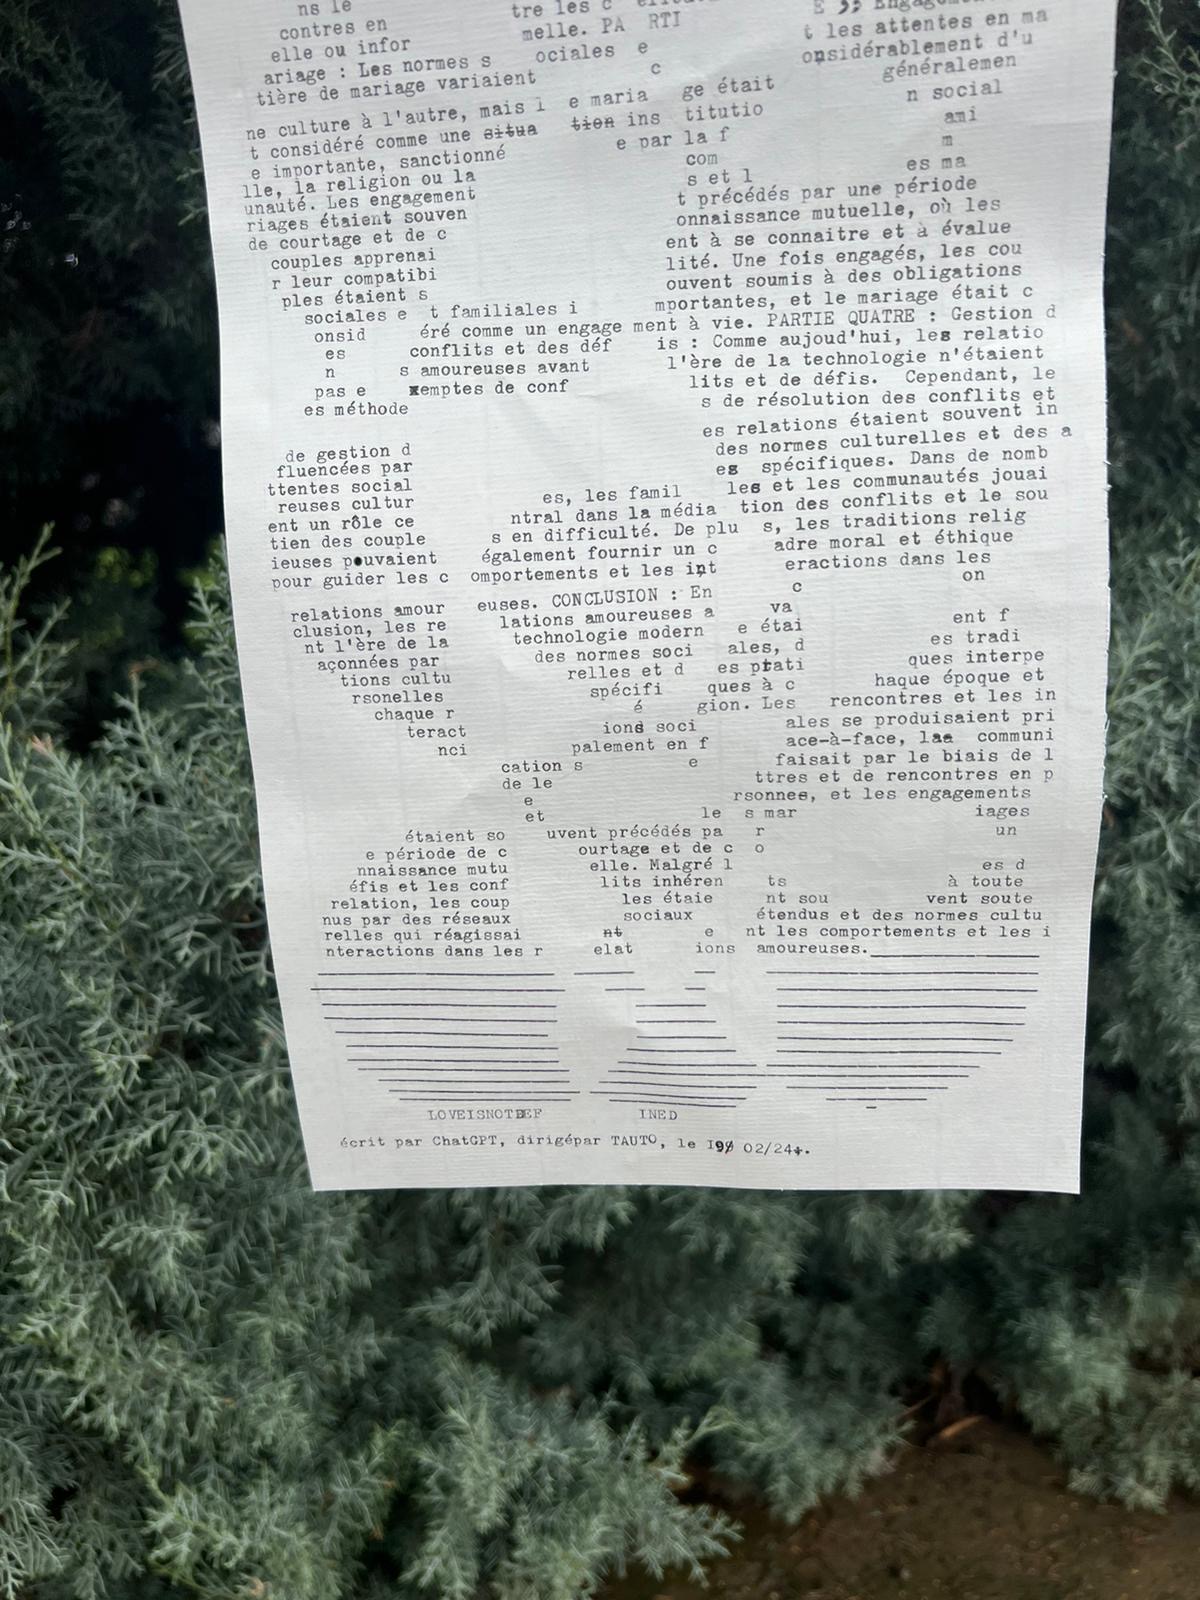 ns le tre les c
contres en melle. PA RTI E ;; Engagem
elle ou infor ociales e t les attentes en ma
ariage : Les normes s c onsidérablement d'u
tière de mariage variaient généralemen
ne culture à l'autre, mais l e maria ge était n social
t considéré comme une situa tion ins titutio ami
e importante, sanctionné e par la f m
lle, la religion ou la com es ma
unauté. Les engagement s et l
riages étaient souven t précédés par une période
de courtage et de c onnaissance mutuelle, où les
couples apprenai ent à se connaitre et à évalue
r leur compatibi lité. Une fois engagés, les cou
ples étaient s ouvent soumis à des obligations
sociales e t familiales i mportantes, et le mariage était c
onsid éré comme un engage ment à vie. PARTIE QUATRE : Gestion d
es conflits et des déf is : Comme aujourd'hui, les relatio
n s amoureuses avant l'ère de la technologie n'étaient
pas e xemptes de conf lits et de défis. Cependant, le
es méthode s de résolution des conflits et
de gestion d es relations étaient souvent in
fluencées par des normes culturelles et des a
ttentes social es spécifiques. Dans de nomb
reuses cultur es, les famil les et les communautés jouai
ent un rôle ce ntral dans la média tion des conflits et le sou
tien des couple s en difficulté. De plu s, les traditions relig
ieuses pouvaient également fournir un c adre moral et éthique
pour guider les c omportements et les int eractions dans les
relations amour euses. CONCLUSION : En c on
clusion, les re lations amoureuses a va
nt l'ère de la technologie modern e étai ent f
açonnées par des normes soci ales, d es tradi
tions cultu relles et d es prati ques interpe
rsonelles spécifi ques à c haque époque et
chaque r é gion. Les rencontres et les in
teract ions soci ales se produisaient pri
nci palement en f ace-à-face, las communi
cation s e faisait par le biais de l
de le ttres et de rencontres en p
e rsonnes, et les engagements
et le s mar iages
étaient so uvent précédés pa r un
e période de c ourtage et de c o
nnaissance mutu elle. Malgré l es d
éfis et les conf lits inhéren ts à toute
relation, les coup les étaie nt sou vent soute
nus par des réseaux sociaux étendus et des normes cultu
relles qui réagissai nt e nt les comportements et les i
nteractions dans les r elat ions amoureuses.
LOVEISNOTDEF INED
écrit par ChatGPT, dirigépar TAUTO, le I9 02/24.